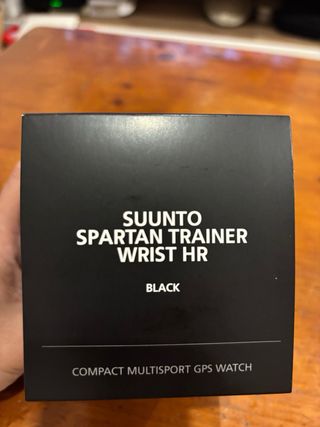 SUUNTO
SPARTAN TRAINER
WRIST HR
BLACK
COMPACT MULTISPORT GPS WATCH